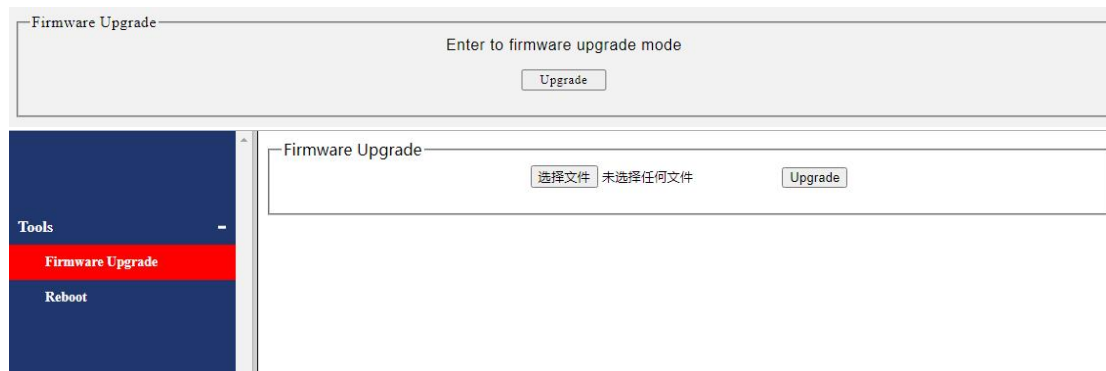 Firmware Upgrade
Enter to firmware upgrade mode
Upgrade
Firmware Upgrade
选择文件 未选择任何文件 Upgrade
Tools
Firmware Upgrade
Reboot